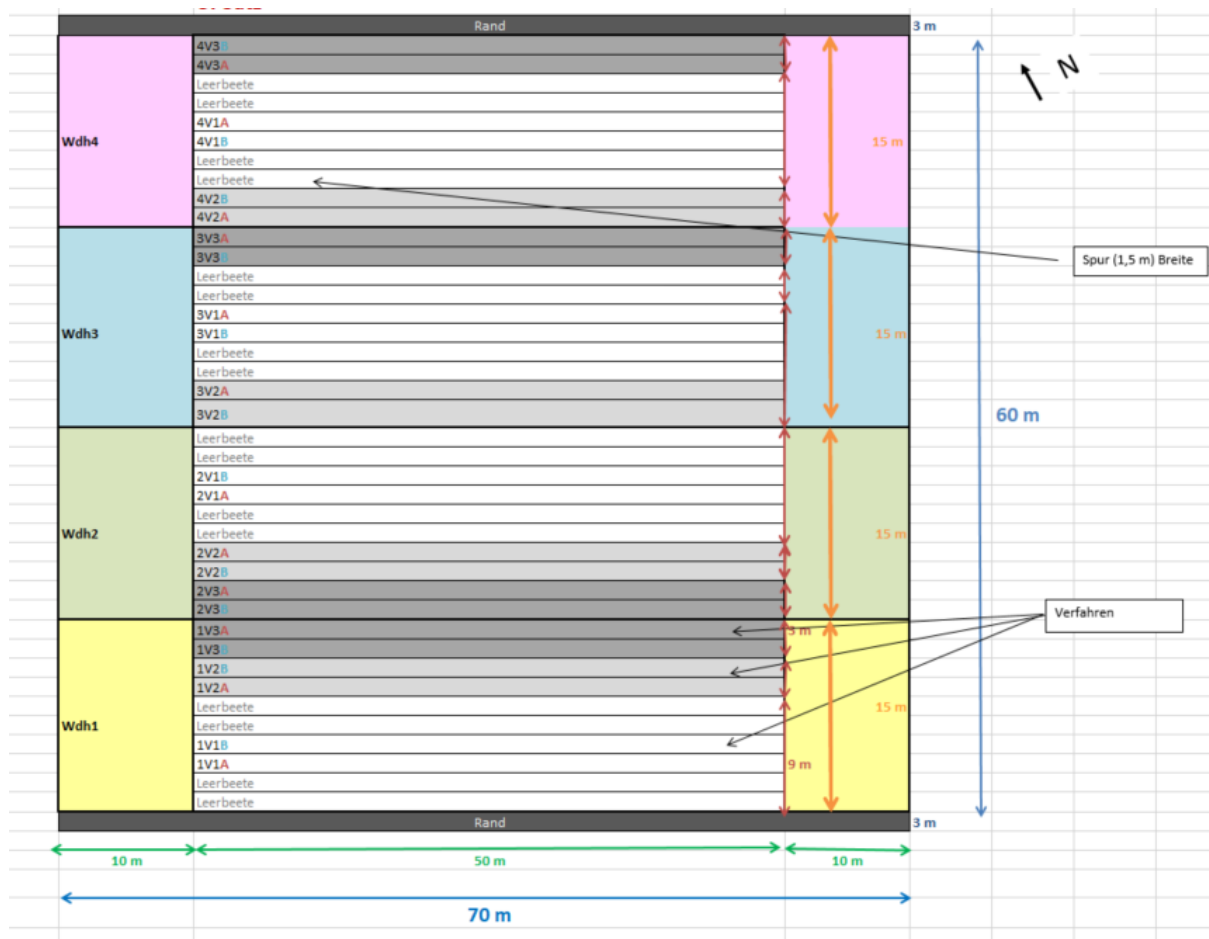 Rand
3 m
N
4V3B
4V3A
Leerbeete
Leerbeete
4V1A
Wdh4
4V1B
15 m
Leerbeete
Leerbeete
4V2B
4V2A
3V3A
3V3B
Spur (1,5 m) Breite
Leerbeete
Leerbeete
3V1A
Wdh3
3V1B
15 m
Leerbeete
Leerbeete
3V2A
3V2B
60 m
Leerbeete
Leerbeete
2V1B
2V1A
Leerbeete
Wdh2
Leerbeete
15 m
2V2A
2V2B
2V3A
2V3B
Verfahren
1V3A
3 m
1V3B
1V2B
1V2A
Leerbeete
15 m
Leerbeete
Wdh1
1V1B
1V1A
9 m
Leerbeete
Leerbeete
Rand
3 m
10 m
50 m
10 m
70 m